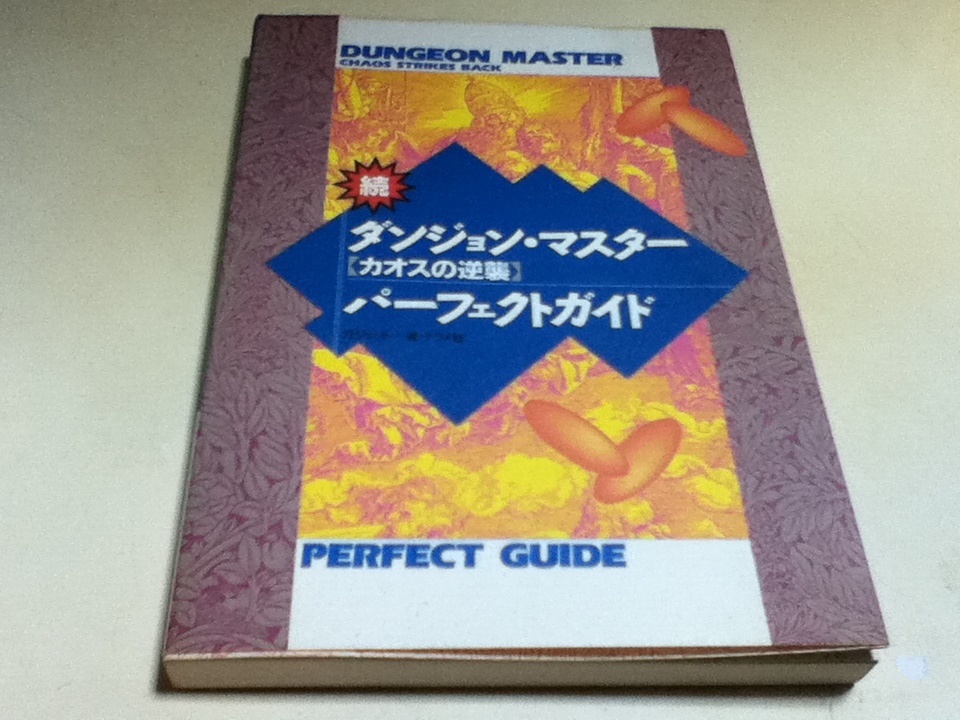 DUNGEON MASTER
CHAOS STRIKES BACK
続
ダンジョン・マスター
【カオスの逆襲】
パーフェクトガイド
PERFECT GUIDE